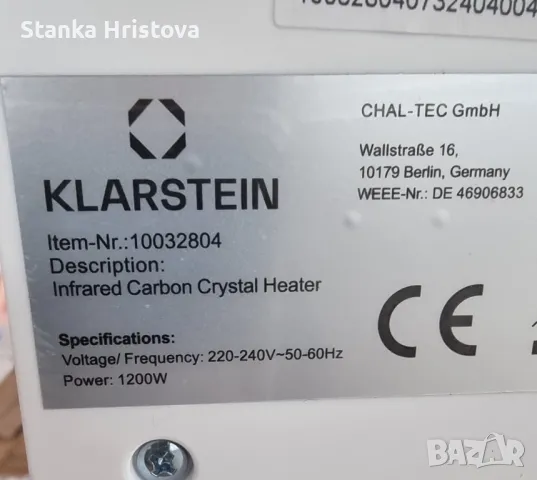 Stanka Hristova
KLARSTEIN
Item-Nr.:10032804
Description:
Infrared Carbon Crystal Heater
Specifications:
Voltage/ Frequency: 220-240V~50-60Hz
Power: 1200W
CHAL-TEC GmbH
Wallstraße 16,
10179 Berlin, Germany
WEEE-Nr.: DE 46906833
CE
BAZAR